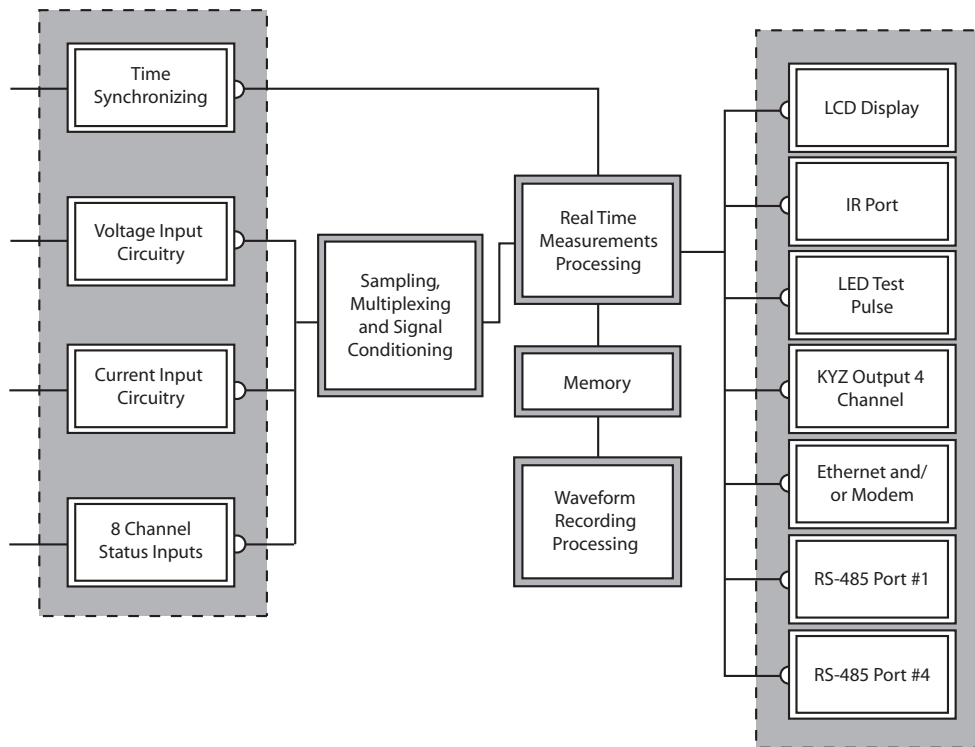 Time
Synchronizing
Voltage Input
Circuitry
Current Input
Circuitry
8 Channel
Status Inputs
Sampling,
Multiplexing
and Signal
Conditioning
Real Time
Measurements
Processing
Memory
Waveform
Recording
Processing
LCD Display
IR Port
LED Test
Pulse
KYZ Output 4
Channel
Ethernet and/
or Modem
RS-485 Port #1
RS-485 Port #4